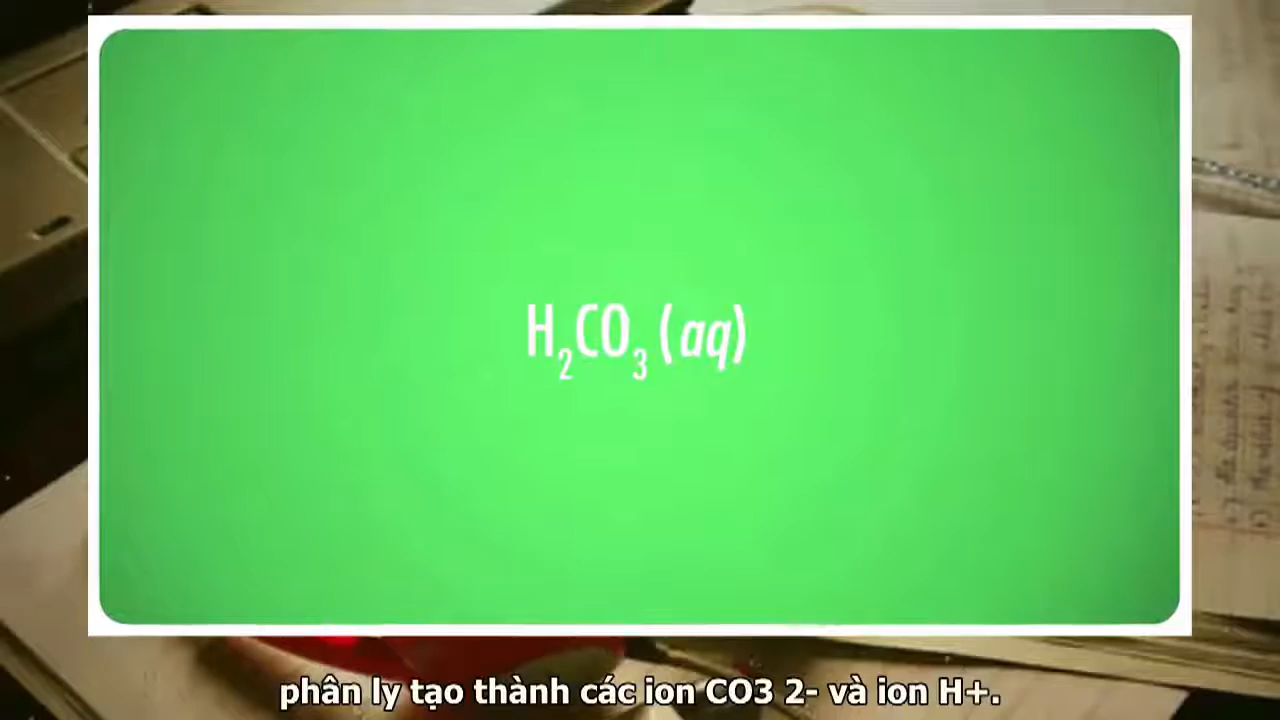 H₂CO₃ (aq)
phân ly tạo thành các ion CO3 2- và ion H+.